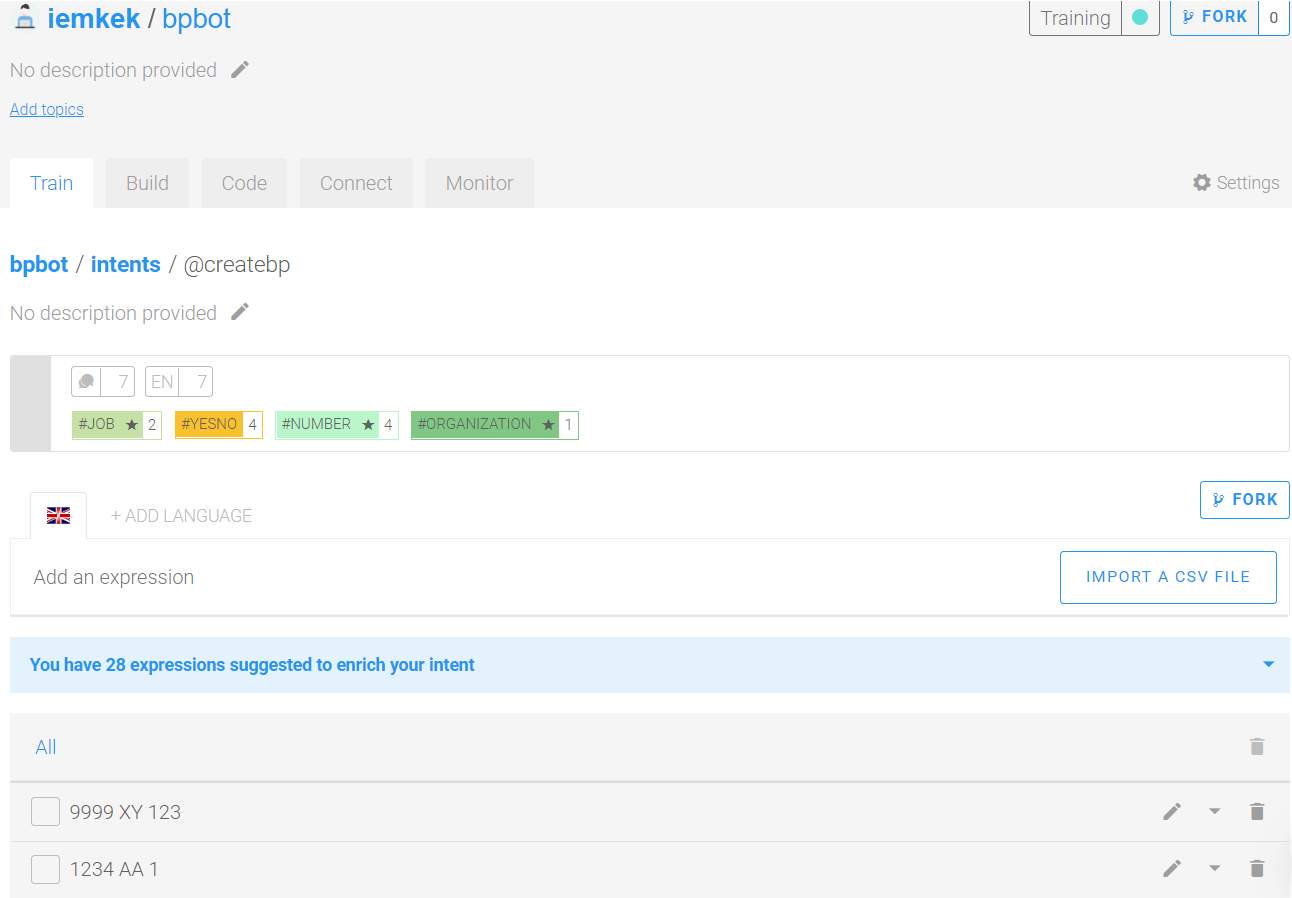 iemkek / bpbot
Training
FORK 0
No description provided
Add topics
Train Build Code Connect Monitor
Settings
bpbot / intents / @createbp
No description provided
7 EN 7
#JOB ★ 2 #YESNO 4 #NUMBER ★ 4 #ORGANIZATION ★ 1
+ ADD LANGUAGE
FORK
Add an expression
IMPORT A CSV FILE
You have 28 expressions suggested to enrich your intent
All
9999 XY 123
1234 AA 1